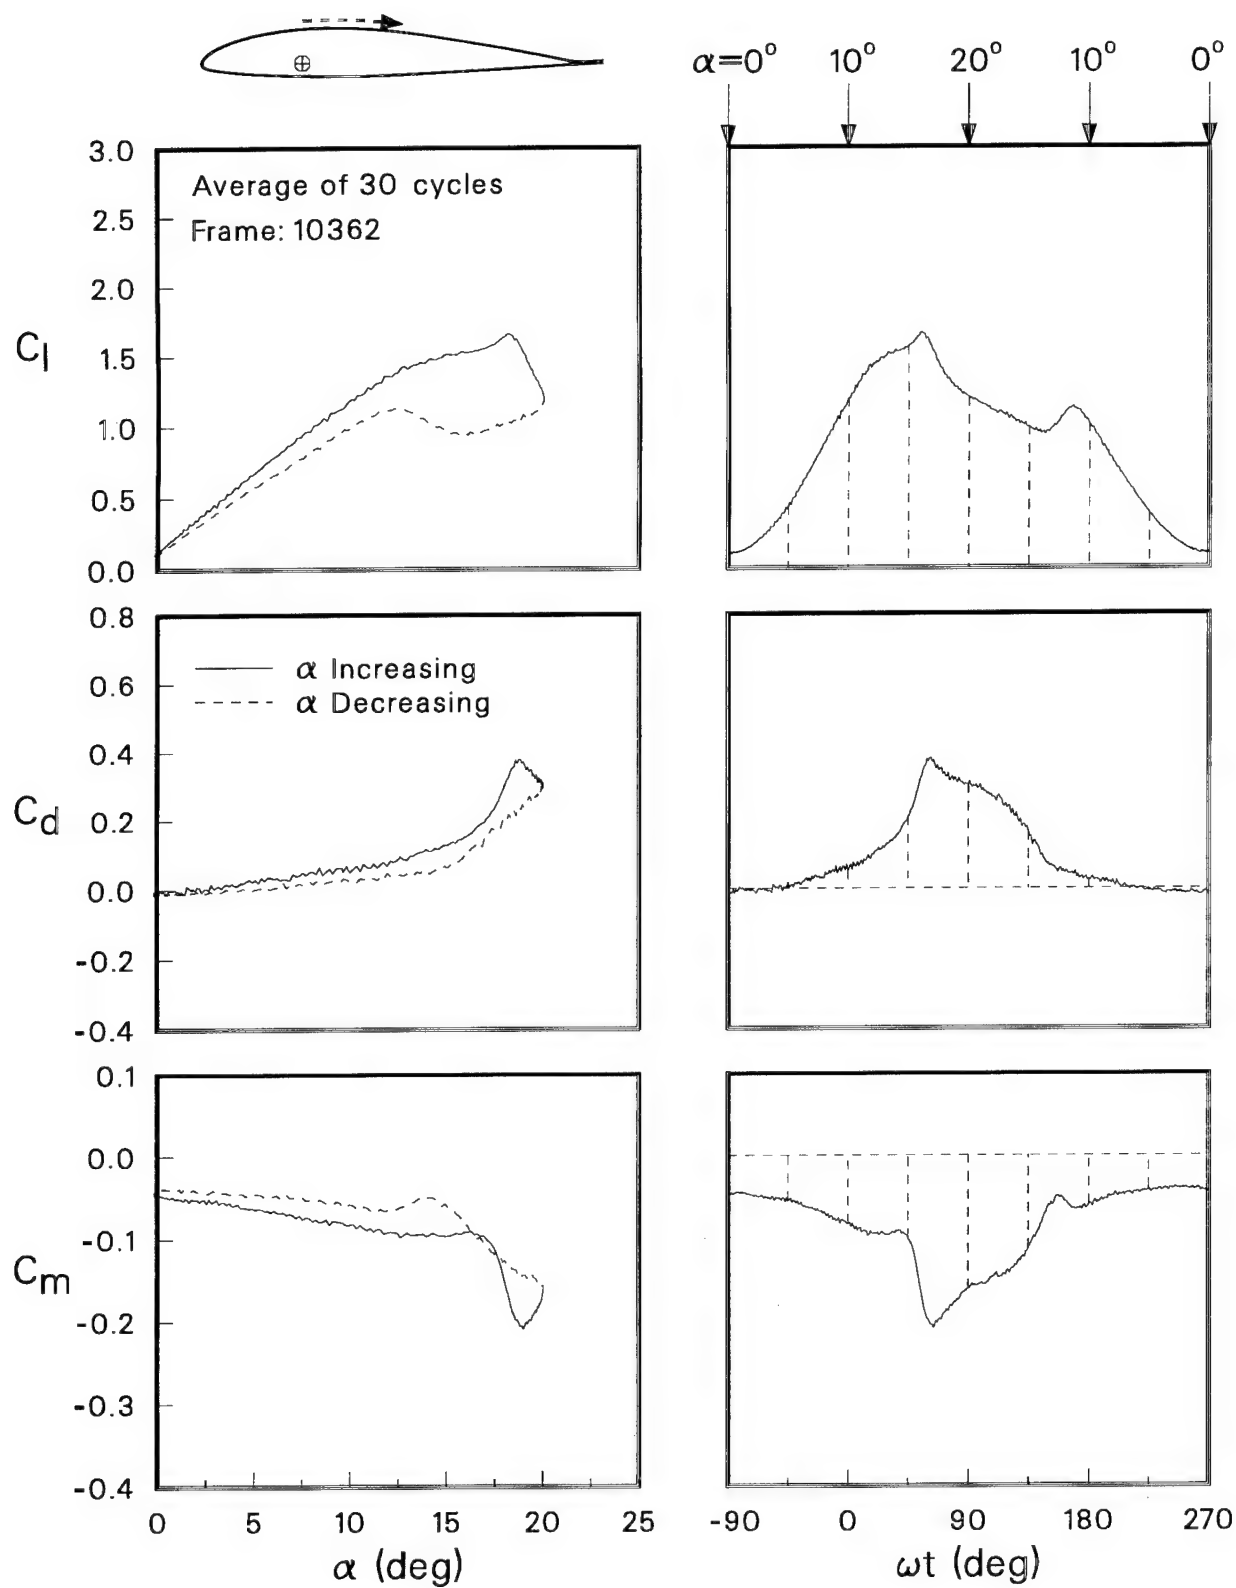 α=0° 10° 20° 10° 0°
3.0
2.5
2.0
1.5
1.0
0.5
0.0
Cl
Average of 30 cycles
Frame: 10362
0.8
0.6
0.4
0.2
0.0
-0.2
-0.4
Cd
α Increasing
α Decreasing
0.1
0.0
-0.1
-0.2
-0.3
-0.4
Cm
0 5 10 15 20 25
α (deg)
-90 0 90 180 270
ωt (deg)